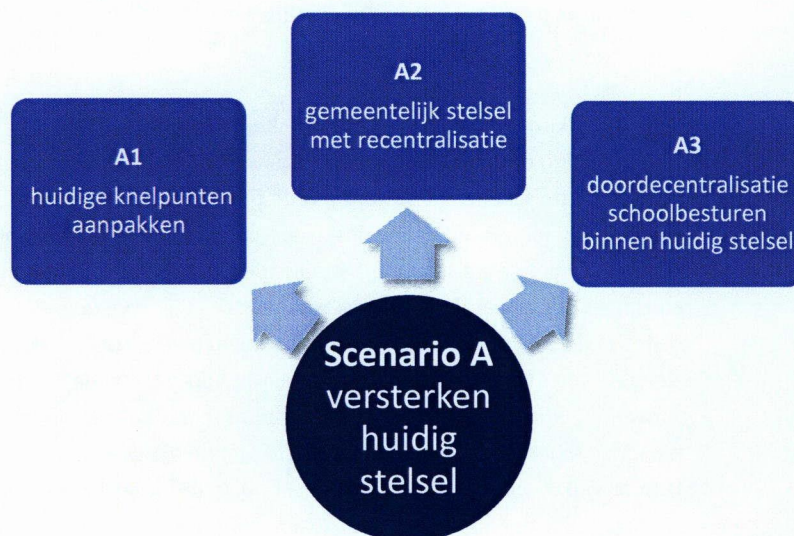 A1
huidige knelpunten
aanpakken
A2
gemeentelijk stelsel
met recentralisatie
A3
doordecentralisatie
schoolbesturen
binnen huidig stelsel
Scenario A
versterken
huidig
stelsel